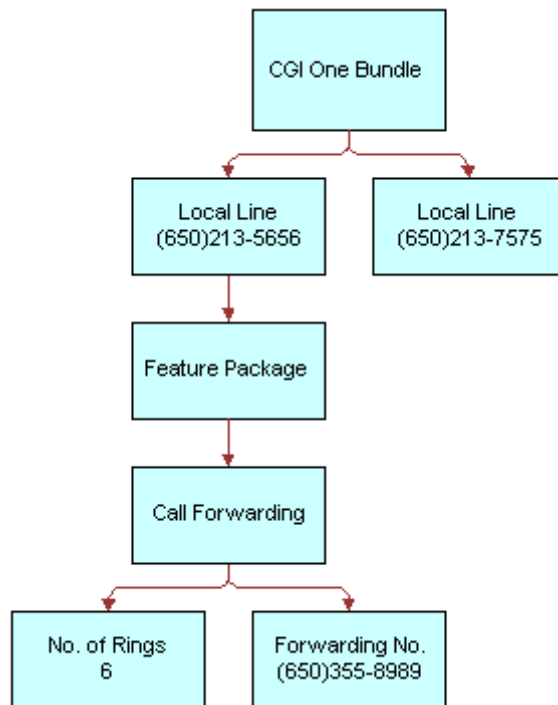 CGI One Bundle
Local Line
(650)213-5656
Local Line
(650)213-7575
Feature Package
Call Forwarding
No. of Rings
6
Forwarding No.
(650)355-8989